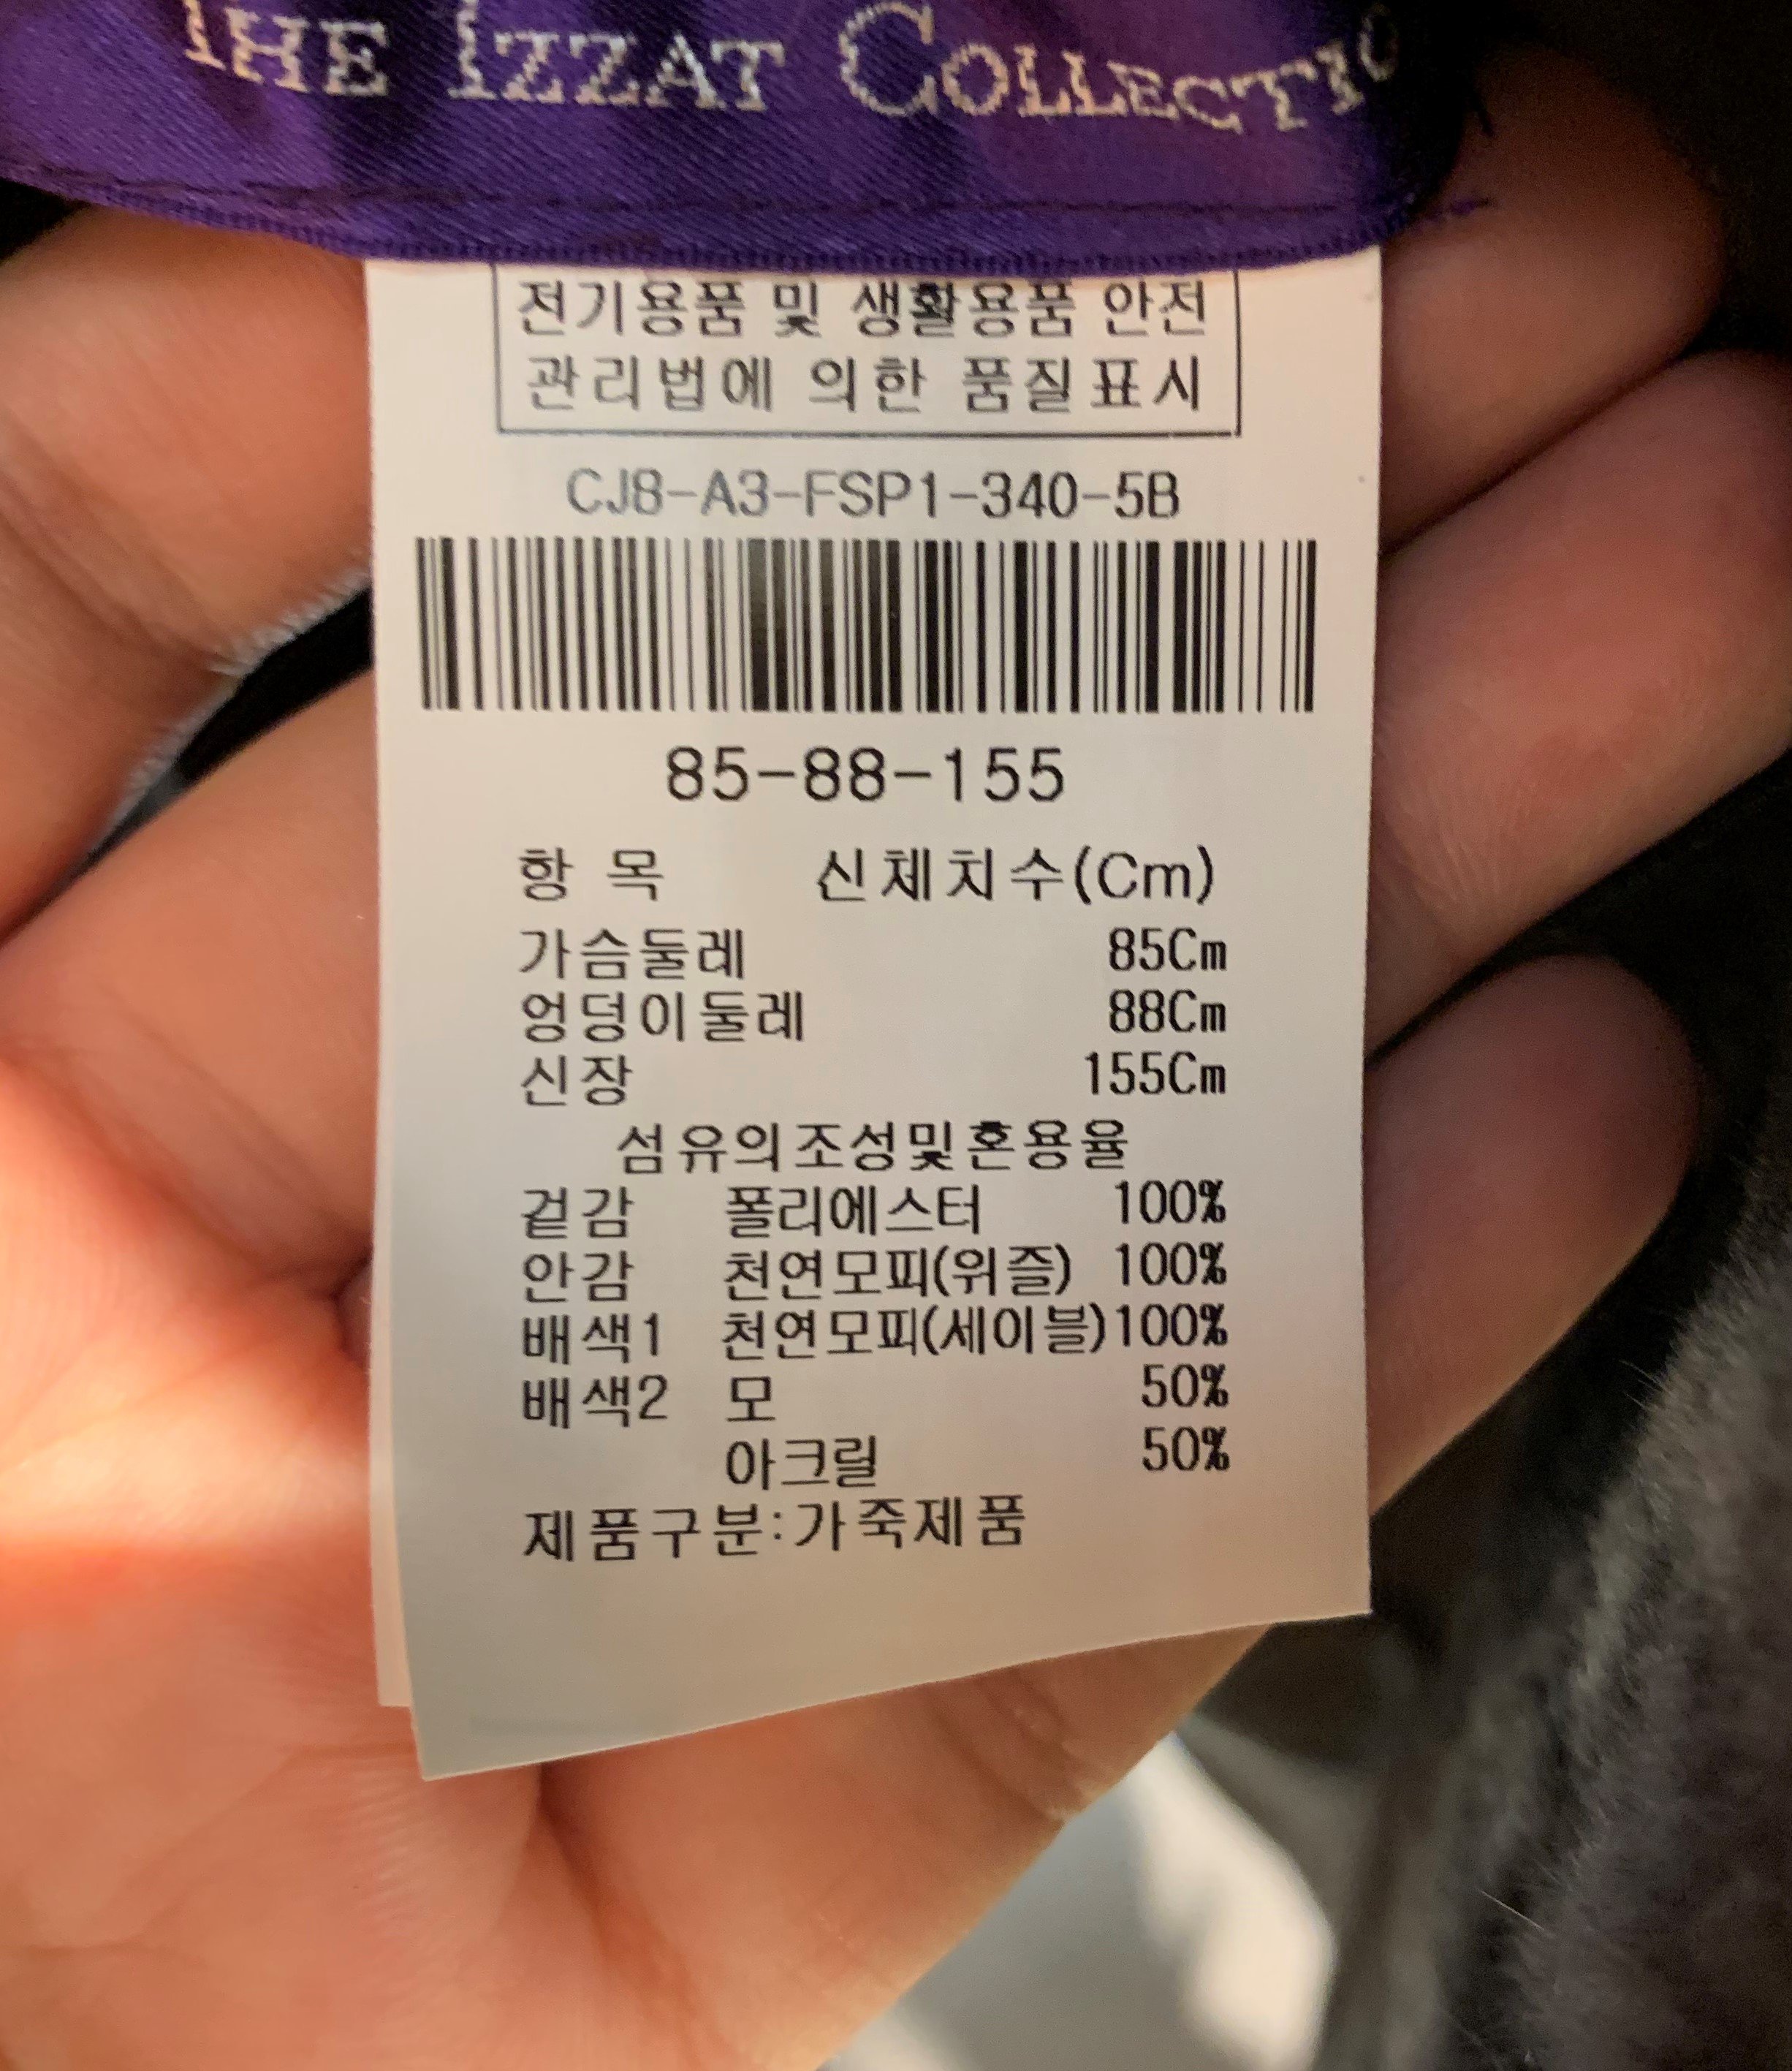 THE IZZAT COLLECTIO
전기용품 및 생활용품 안전
관리법에 의한 품질표시
CJ8-A3-FSP1-340-5B
85-88-155
항 목 신체치수(Cm)
가슴둘레 85Cm
엉덩이둘레 88Cm
신장 155Cm
섬유의조성및혼용율
겉감 폴리에스터 100%
안감 천연모피(위즐) 100%
배색1 천연모피(세이블)100%
배색2 모 50%
아크릴 50%
제품구분:가죽제품